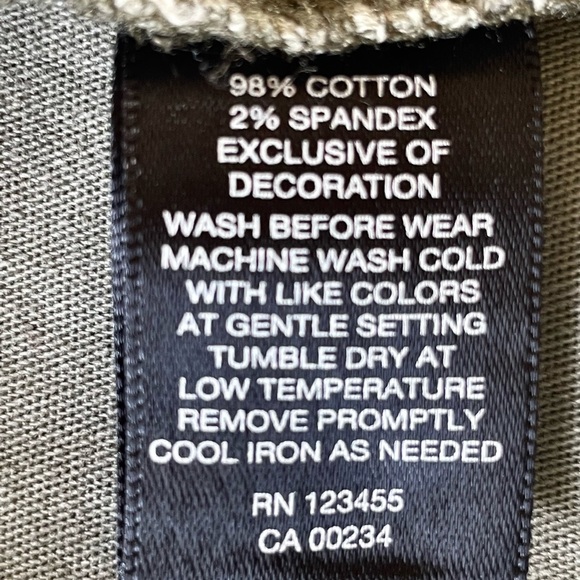 98% COTTON
2% SPANDEX
EXCLUSIVE OF
DECORATION
WASH BEFORE WEAR
MACHINE WASH COLD
WITH LIKE COLORS
AT GENTLE SETTING
TUMBLE DRY AT
LOW TEMPERATURE
REMOVE PROMPTLY
COOL IRON AS NEEDED
RN 123455
CA 00234